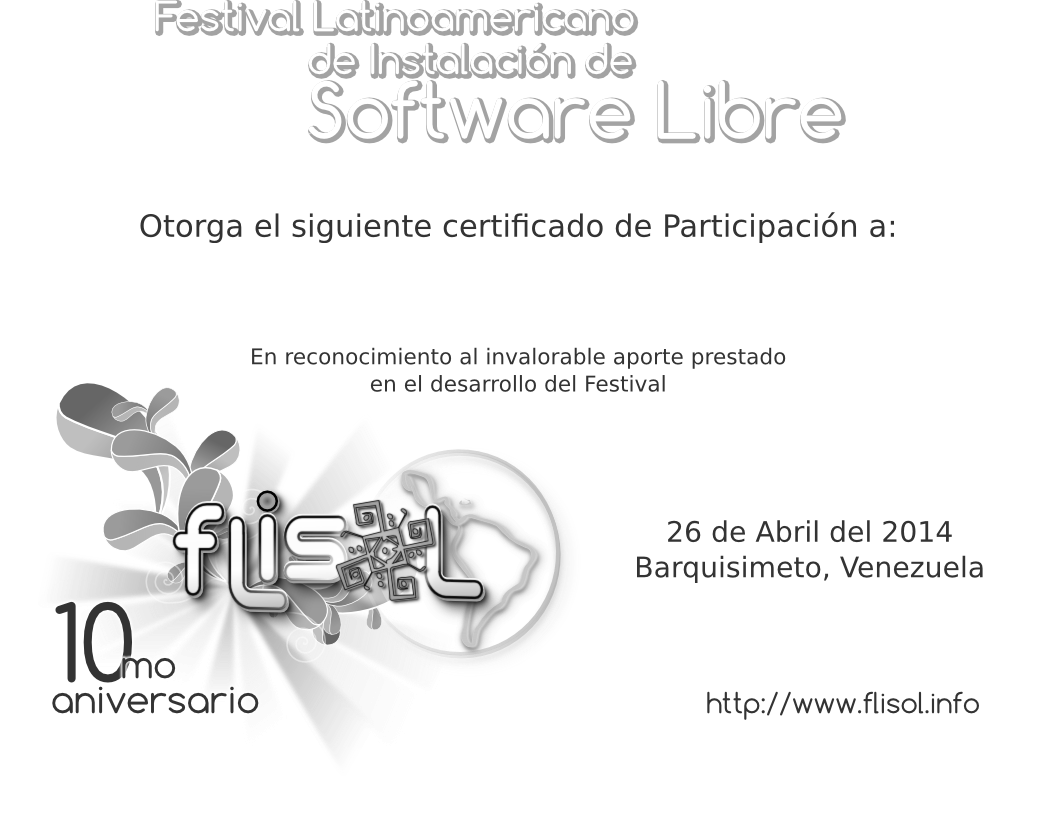 Festival Latinoamericano
de Instalación de
Software Libre
Otorga el siguiente certificado de Participación a:
En reconocimiento al invalorable aporte prestado
en el desarrollo del Festival
flisol
26 de Abril del 2014
Barquisimeto, Venezuela
10mo
aniversario
http://www.flisol.info